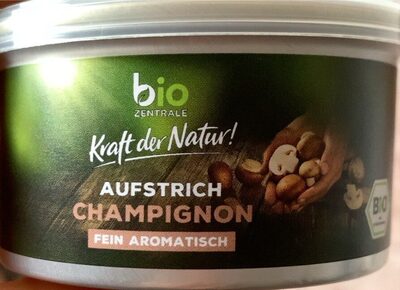 bio
ZENTRALE
Kraft der Natur!
AUFSTRICH
CHAMPIGNON
FEIN AROMATISCH
BIO